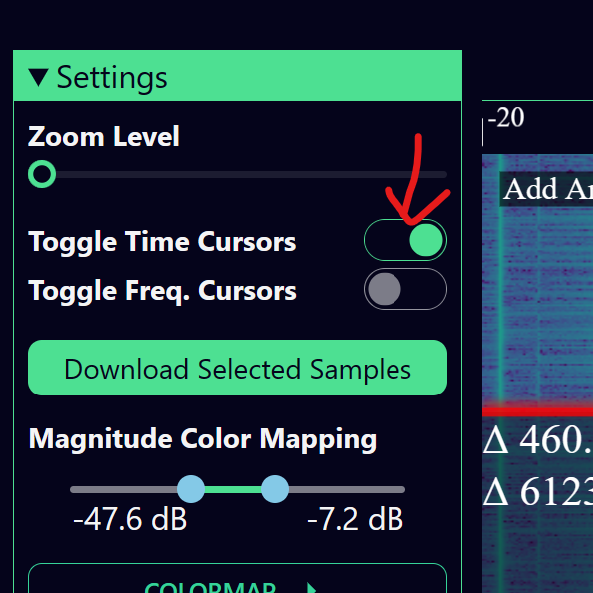 ▼ Settings
Zoom Level
Toggle Time Cursors
Toggle Freq. Cursors
Download Selected Samples
Magnitude Color Mapping
-47.6 dB -7.2 dB
COLORMAP
-20
Add
Δ 460.
Δ 6123